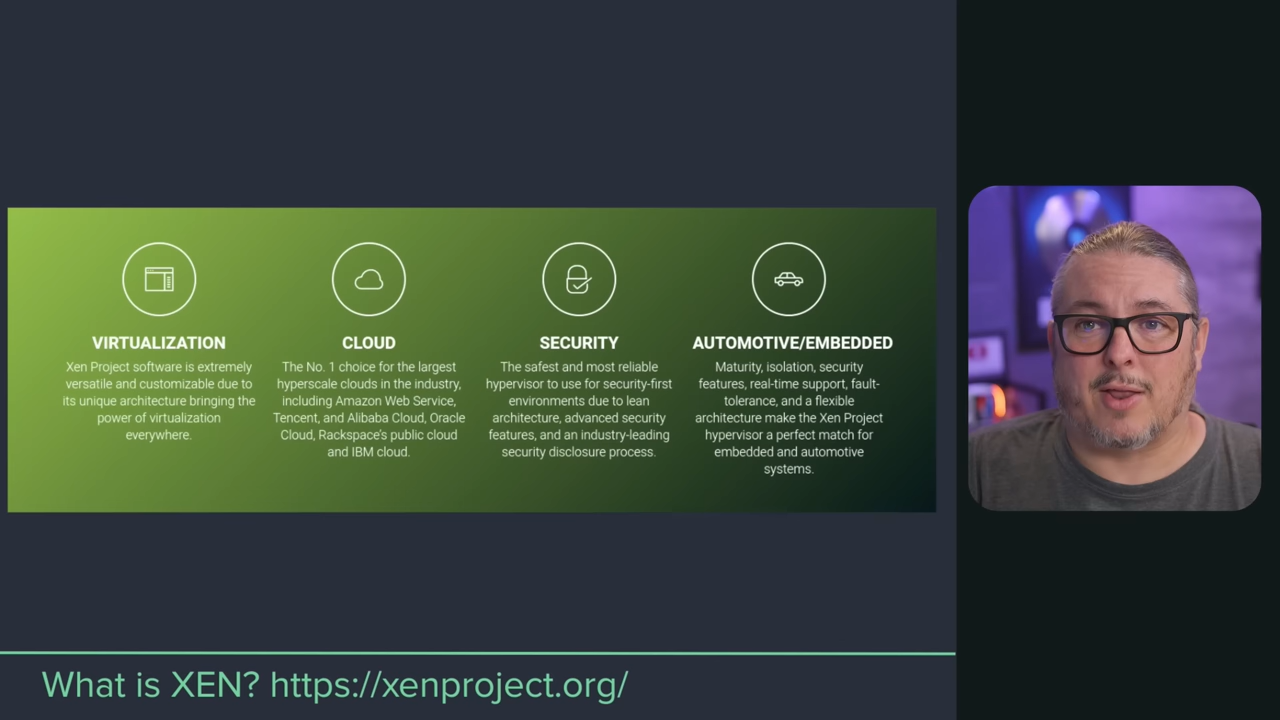 VIRTUALIZATION
Xen Project software is extremely
versatile and customizable due to
its unique architecture bringing the
power of virtualization
everywhere.
CLOUD
The No. 1 choice for the largest
hyperscale clouds in the industry,
including Amazon Web Service,
Tencent, and Alibaba Cloud, Oracle
Cloud, Rackspace's public cloud
and IBM cloud.
SECURITY
The safest and most reliable
hypervisor to use for security-first
environments due to lean
architecture, advanced security
features, and an industry-leading
security disclosure process.
AUTOMOTIVE/EMBEDDED
Maturity, isolation, security
features, real-time support, fault-
tolerance, and a flexible
architecture make the Xen Project
hypervisor a perfect match for
embedded and automotive
systems.
What is XEN? https://xenproject.org/